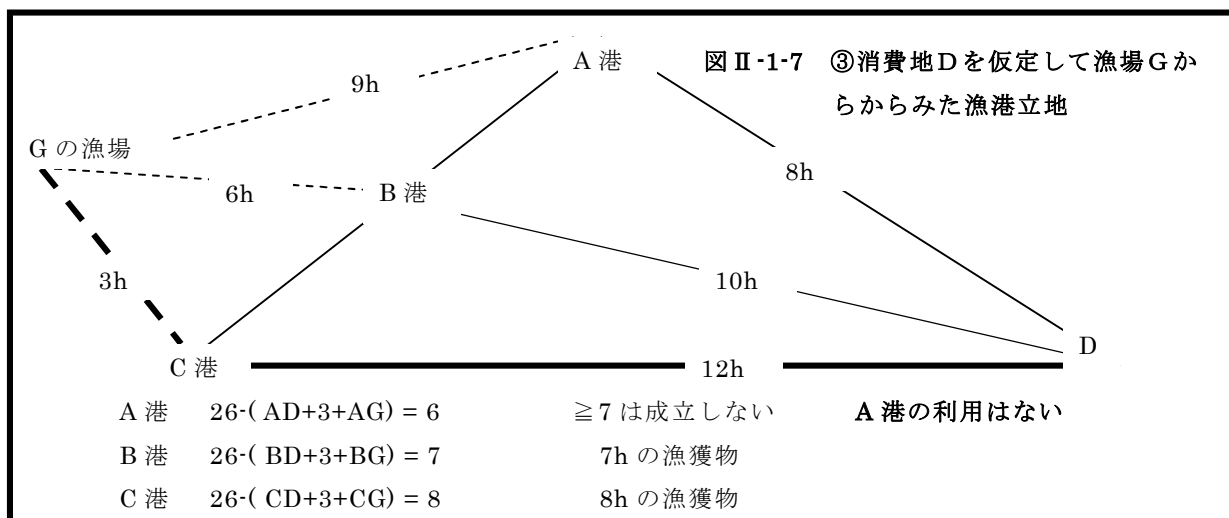 A 港
図Ⅱ-1-7 ③消費地Dを仮定して漁場Gか
らからみた漁港立地
9h
G の漁場
8h
6h
B 港
3h
10h
D
C 港
12h
A 港 26-( AD+3+AG) = 6 ≧7 は成立しない A 港の利用はない
B 港 26-( BD+3+BG) = 7 7h の漁獲物
C 港 26-( CD+3+CG) = 8 8h の漁獲物